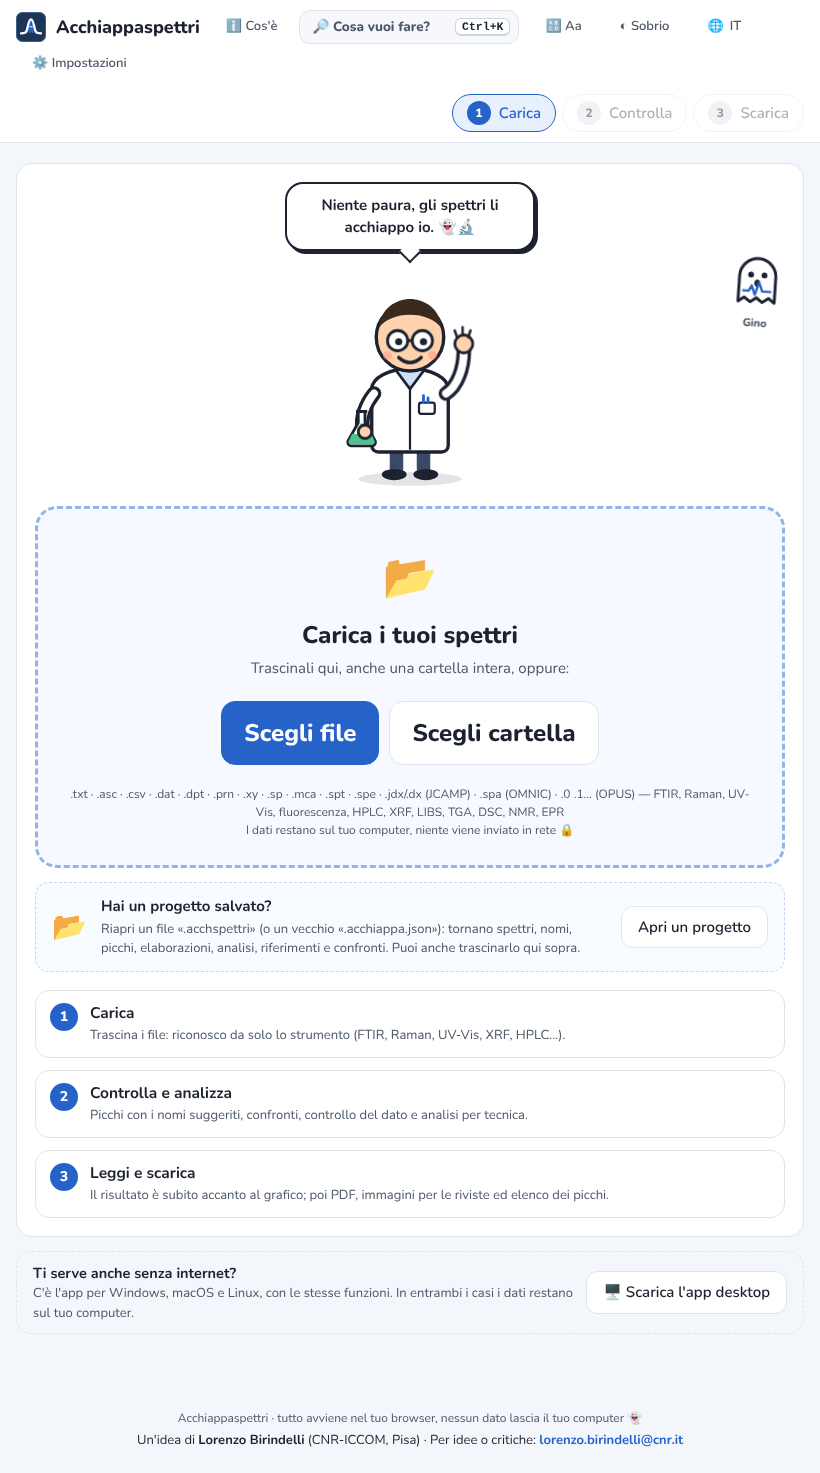 Acchiappaspettri
ℹ️ Cos'è
🔎 Cosa vuoi fare?
Ctrl+K
🔠 Aa
Sobrio
🌐 IT
⚙️ Impostazioni
1 Carica
2 Controlla
3 Scarica
Niente paura, gli spettri li
acchiappo io. 👻🔬
Gino
📂
Carica i tuoi spettri
Trascinali qui, anche una cartella intera, oppure:
Scegli file
Scegli cartella
.txt · .asc · .csv · .dat · .dpt · .prn · .xy · .sp · .mca · .spt · .spe · .jdx/.dx (JCAMP) · .spa (OMNIC) · .0 .1… (OPUS) — FTIR, Raman, UV-
Vis, fluorescenza, HPLC, XRF, LIBS, TGA, DSC, NMR, EPR
I dati restano sul tuo computer, niente viene inviato in rete 🔒
Hai un progetto salvato?
Riapri un file «.acchspettri» (o un vecchio «.acchiappa.json»): tornano spettri, nomi,
picchi, elaborazioni, analisi, riferimenti e confronti. Puoi anche trascinarlo qui sopra.
Apri un progetto
1
Carica
Trascina i file: riconosco da solo lo strumento (FTIR, Raman, UV-Vis, XRF, HPLC…).
2
Controlla e analizza
Picchi con i nomi suggeriti, confronti, controllo del dato e analisi per tecnica.
3
Leggi e scarica
Il risultato è subito accanto al grafico; poi PDF, immagini per le riviste ed elenco dei picchi.
Ti serve anche senza internet?
C'è l'app per Windows, macOS e Linux, con le stesse funzioni. In entrambi i casi i dati restano
sul tuo computer.
🖥️ Scarica l'app desktop
Acchiappaspettri · tutto avviene nel tuo browser, nessun dato lascia il tuo computer 👻
Un'idea di Lorenzo Birindelli (CNR-ICCOM, Pisa) · Per idee o critiche: lorenzo.birindelli@cnr.it